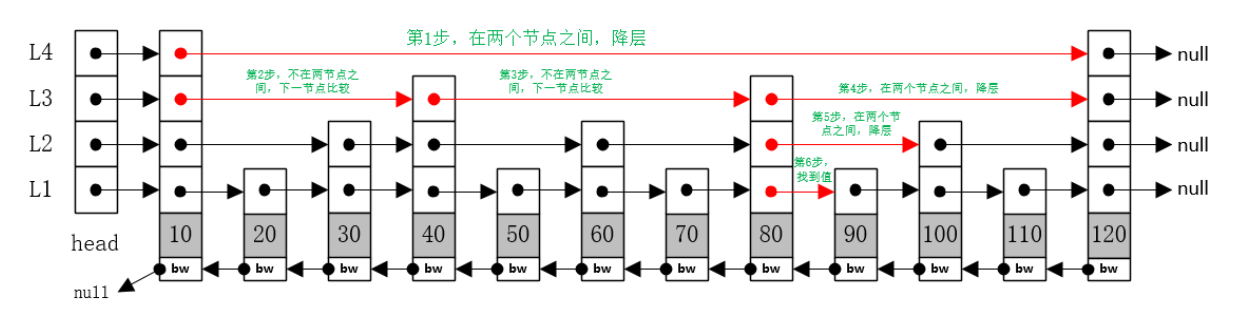 第1步，在两个节点之间，降层
L4
null
第2步，不在两节点之
间，下一节点比较
第3步，不在两节点之
间，下一节点比较
第4步，在两个节点之间，降层
L3
null
第5步，在两个节
点之间，降层
L2
null
第6步，
找到值
L1
null
head
10 20 30 40 50 60 70 80 90 100 110 120
bw bw bw bw bw bw bw bw bw bw bw bw
null